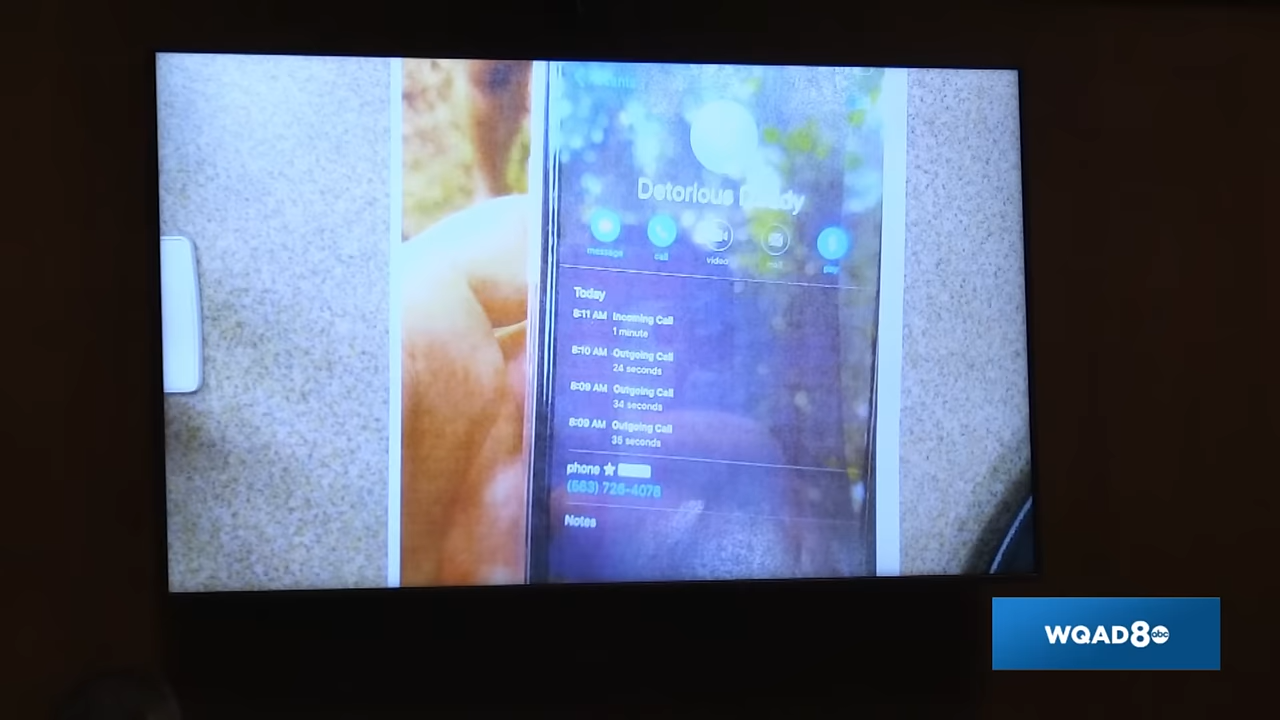 Detorious
message
call
video
mail
pay
Today
8:11 AM Incoming Call
1 minute
8:10 AM Outgoing Call
24 seconds
8:09 AM Outgoing Call
34 seconds
8:09 AM Outgoing Call
35 seconds
phone ★
(563) 726-4076
Notes
WQAD8 abc